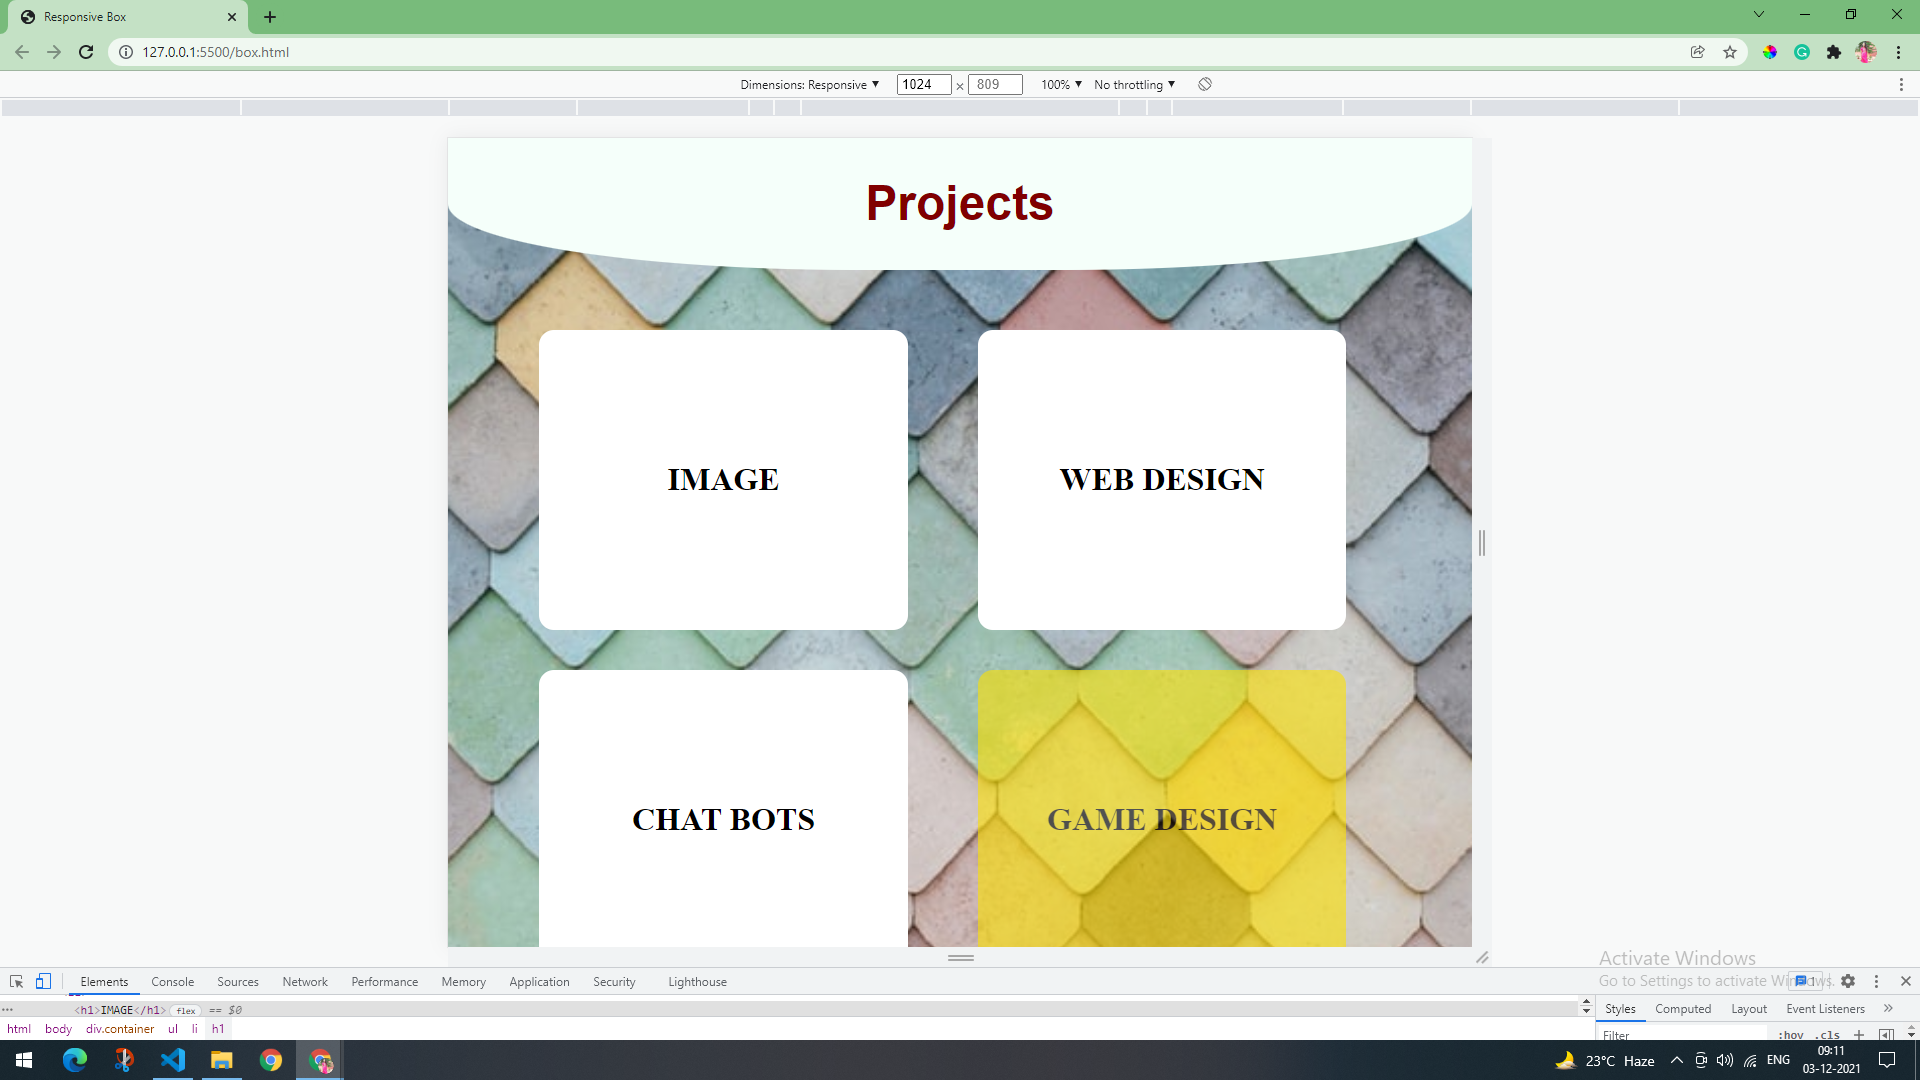 Responsive Box
127.0.0.1:5500/box.html
Dimensions: Responsive ▼ 1024 × 809 100% ▼ No throttling ▼
Projects
IMAGE
WEB DESIGN
CHAT BOTS
GAME DESIGN
Activate Windows
Go to Settings to activate Windows.
Elements Console Sources Network Performance Memory Application Security Lighthouse 1
<h1>IMAGE</h1> flex == $0
Styles Computed Layout Event Listeners
html body div.container ul li h1
Filter :hov .cls
23°C Haze ENG 09:11
03-12-2021